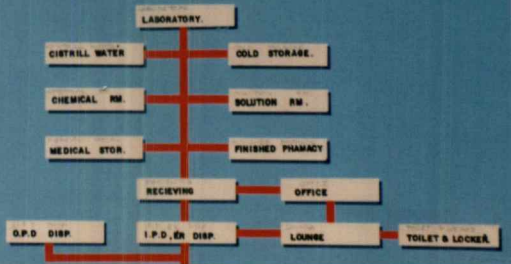 LABORATORY.
CISTRILL WATER
COLD STORAGE.
CHEMICAL RM.
SOLUTION RM.
MEDICAL STOR.
FINISHED PHAMACY
RECIEVING
OFFICE
O.P.D DISP.
I.P.D, ER DISP.
LOUNGE
TOILET & LOCKER.